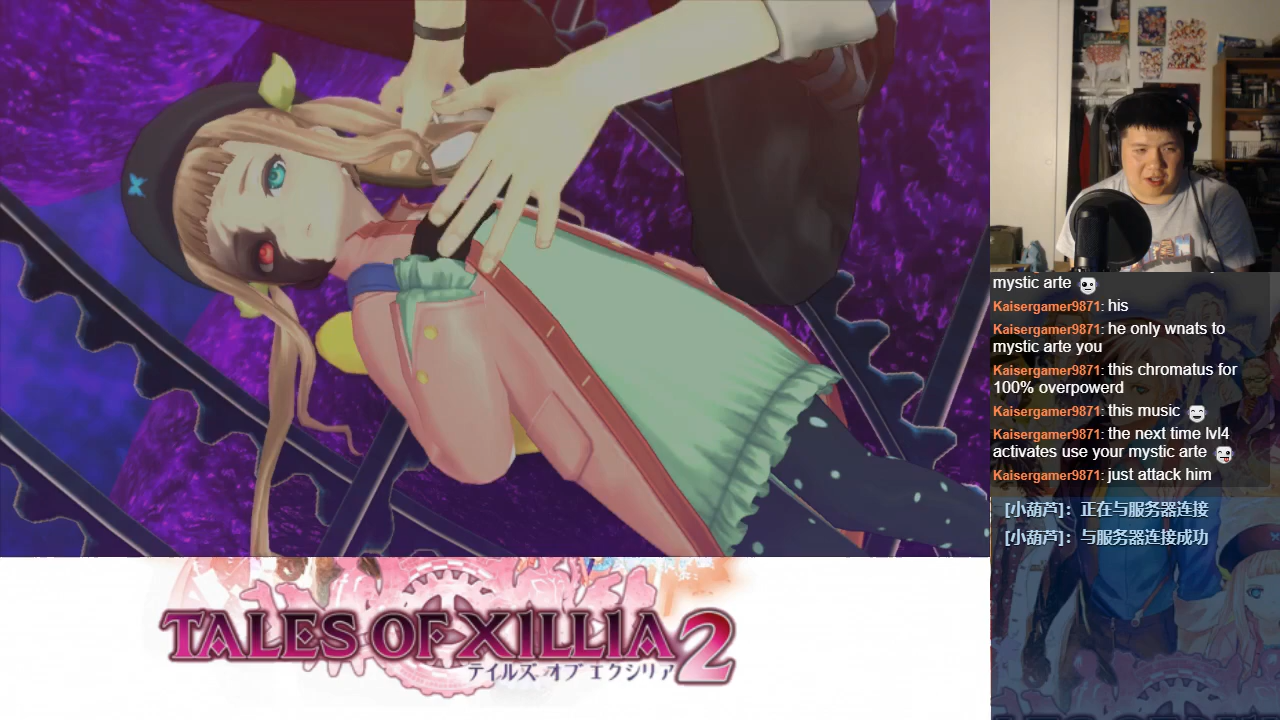 mystic arte
Kaisergamer9871: his
Kaisergamer9871: he only wnats to
mystic arte you
Kaisergamer9871: this chromatus for
100% overpowerd
Kaisergamer9871: this music
Kaisergamer9871: the next time lvl4
activates use your mystic arte
Kaisergamer9871: just attack him
[小葫芦]：正在与服务器连接
[小葫芦]：与服务器连接成功
TALES OF XILLIA 2
テイルズ オブ エクシリア